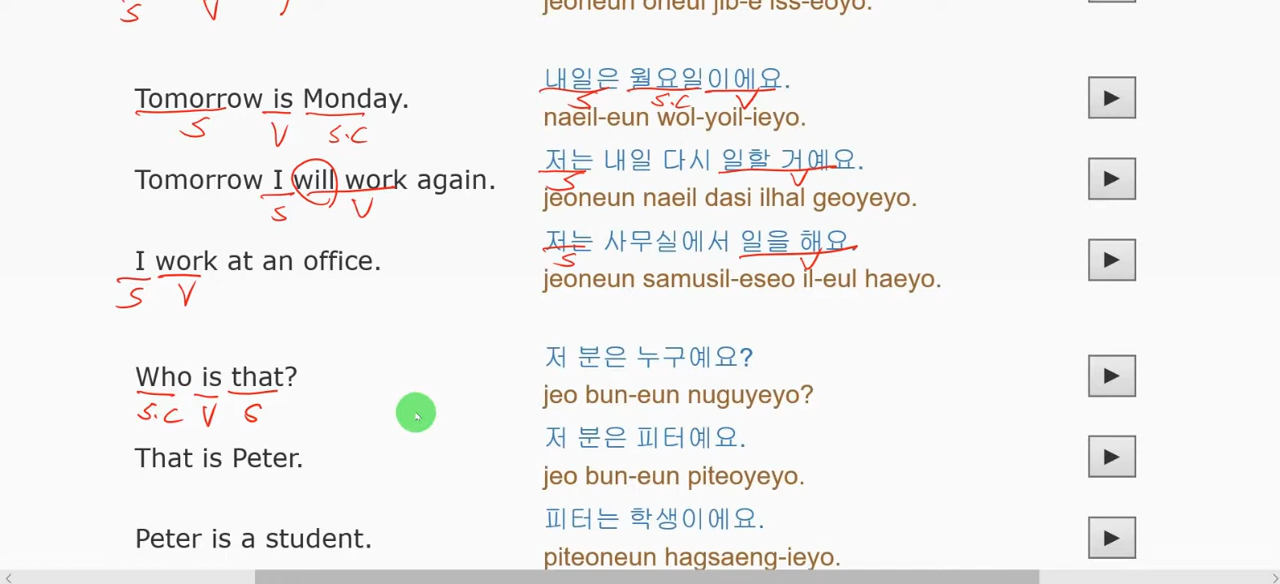 S V jeoneun oneul jib-e iss-eoyo.
Tomorrow is Monday. 내일은 월요일이에요.
S V S.C S S.C V
naeil-eun wol-yoil-ieyo.
Tomorrow I will work again. 저는 내일 다시 일할 거예요.
S V S V
jeoneun naeil dasi ilhal geoyeyo.
I work at an office. 저는 사무실에서 일을 해요.
S V S V
jeoneun samusil-eseo il-eul haeyo.
Who is that? 저 분은 누구예요?
S.C V S jeo bun-eun nuguyeyo?
That is Peter. 저 분은 피터예요.
jeo bun-eun piteoyeyo.
Peter is a student. 피터는 학생이에요.
piteoneun hagsaeng-ieyo.